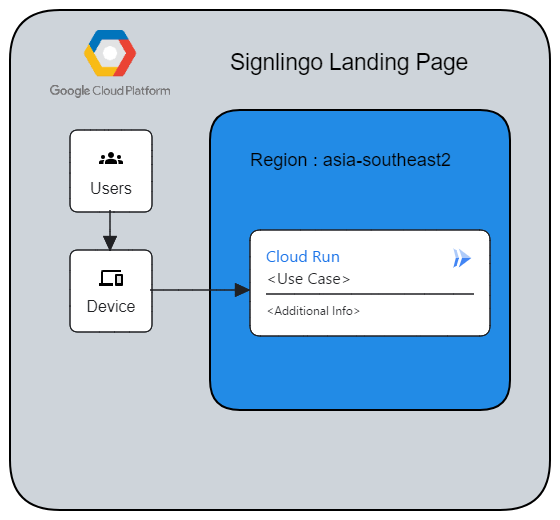 Google Cloud Platform
Signlingo Landing Page
Users
Device
Region : asia-southeast2
Cloud Run
<Use Case>
<Additional Info>